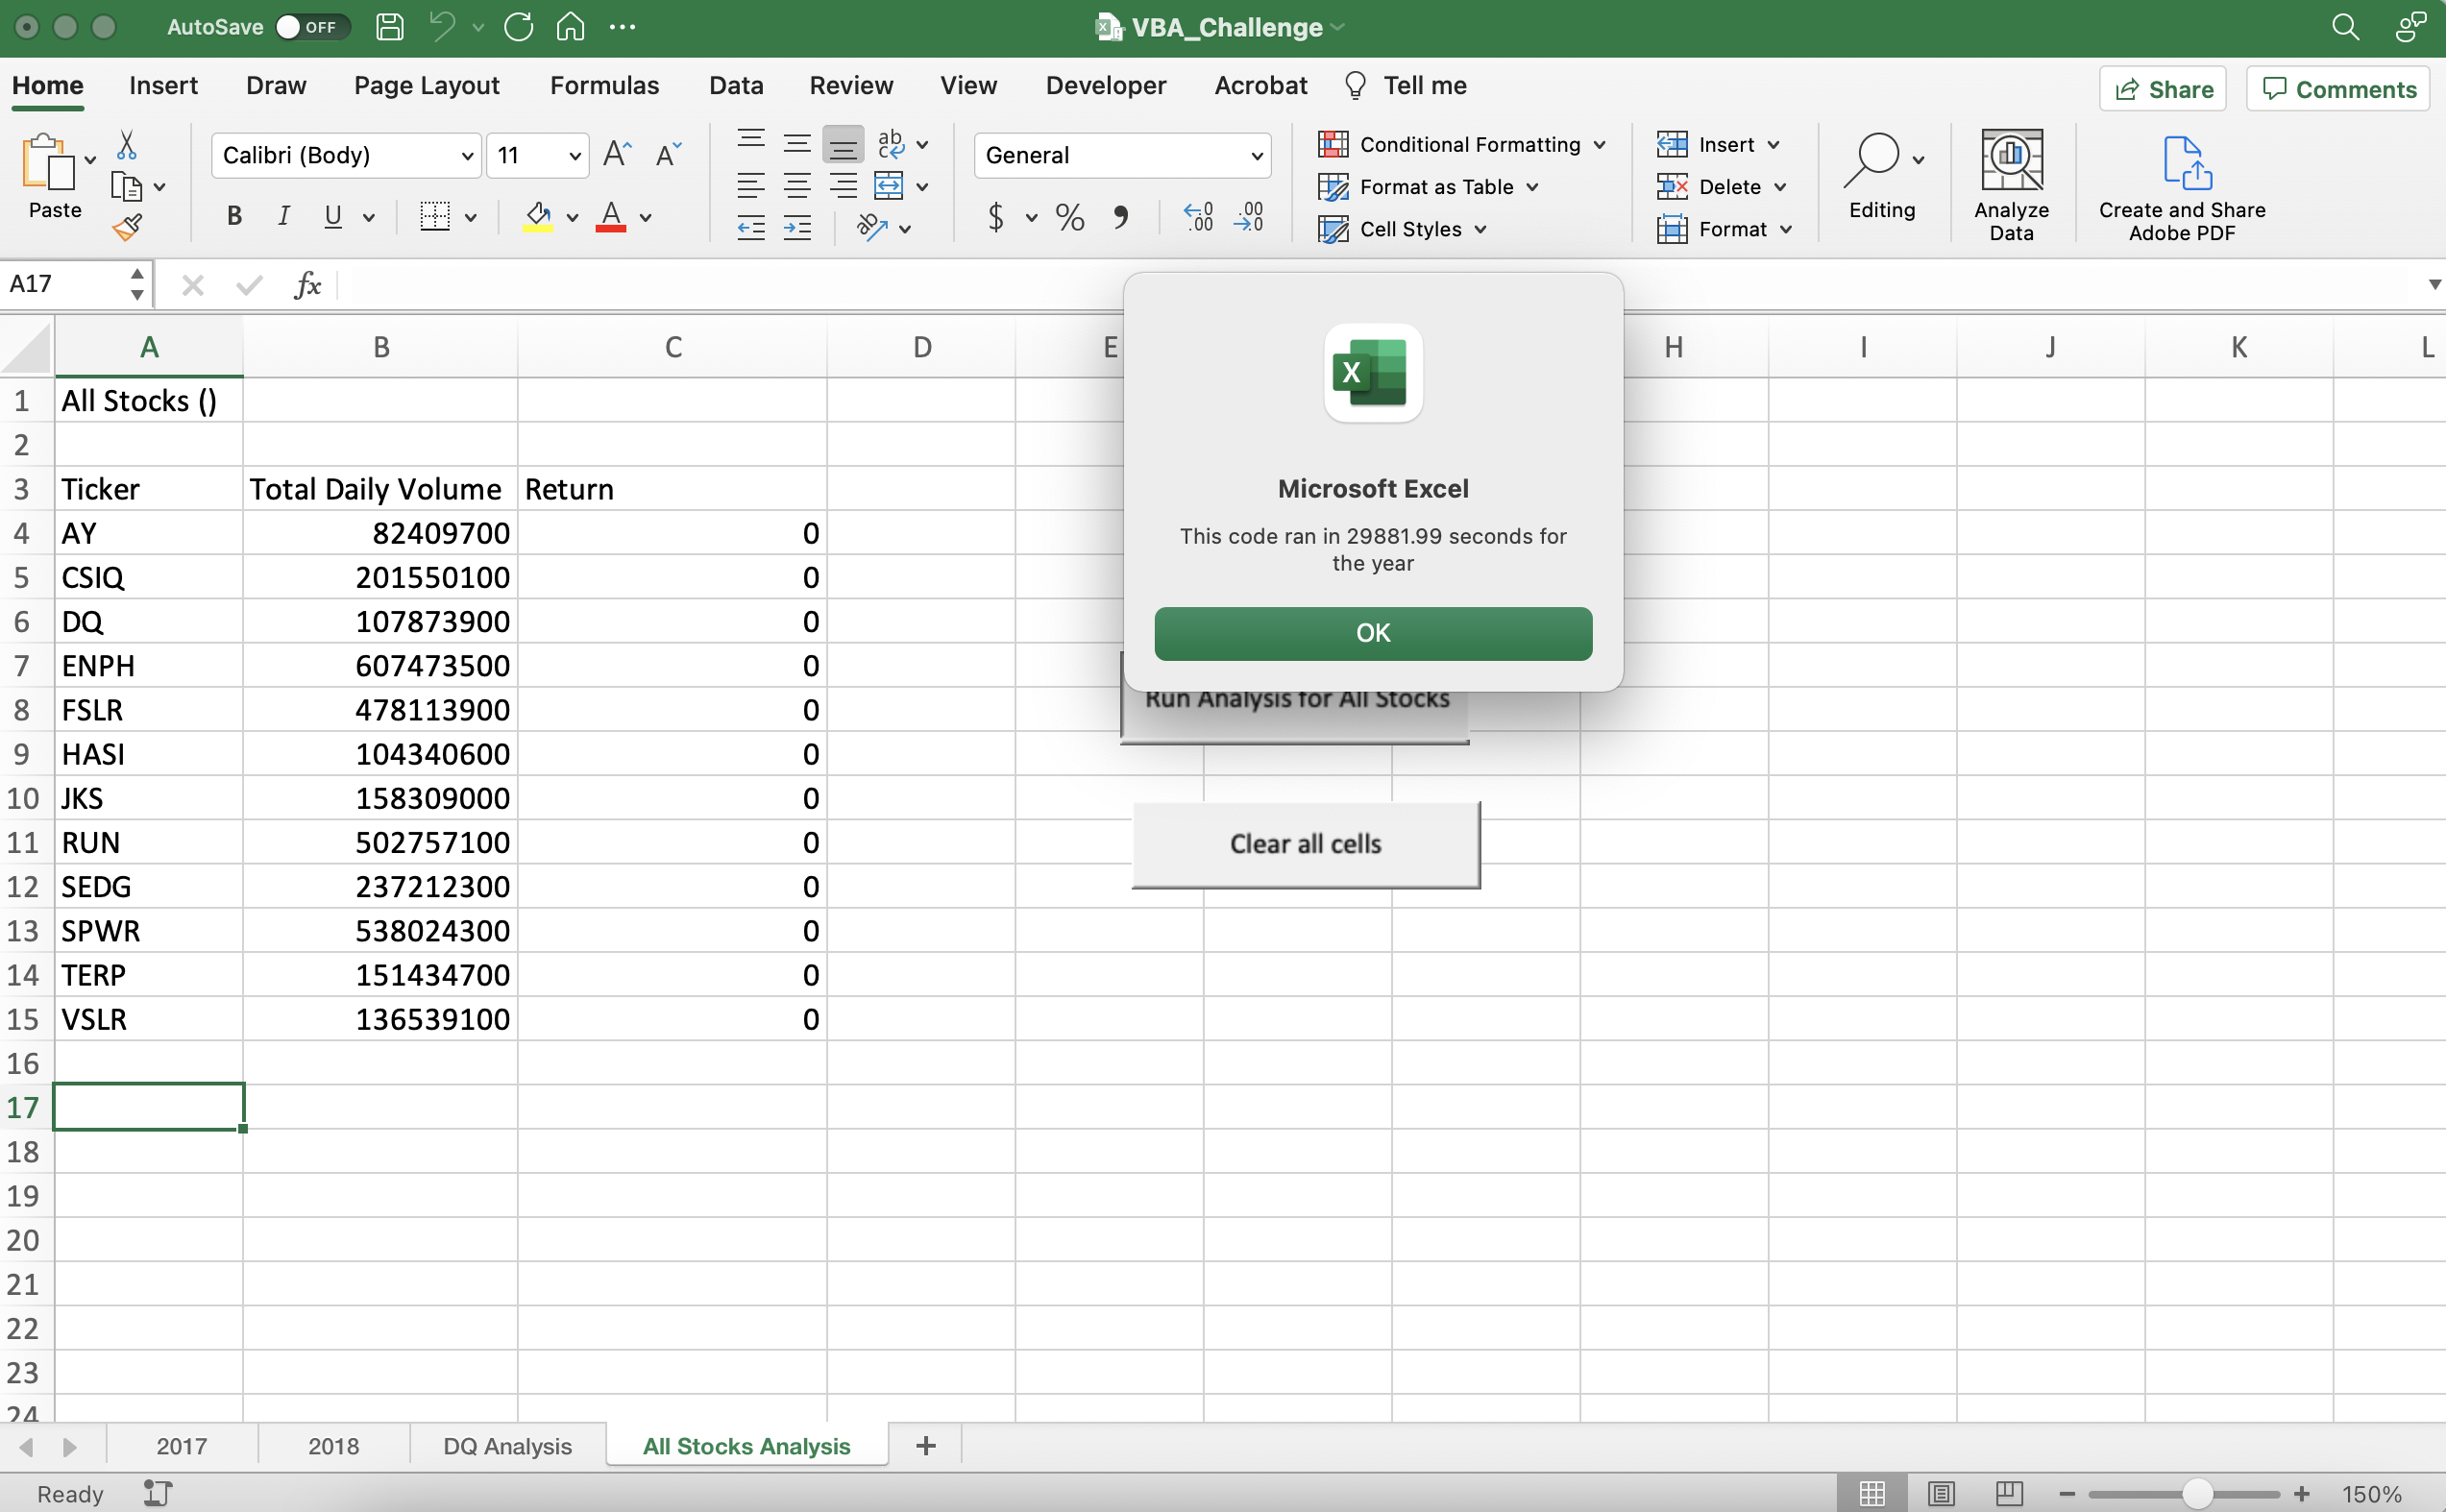 AutoSave OFF VBA_Challenge
Home Insert Draw Page Layout Formulas Data Review View Developer Acrobat Tell me Share Comments
Paste
Calibri (Body) 11 A A
B I U A
ab
General
$ % 9
Conditional Formatting
Format as Table
Cell Styles
Insert
Delete
Format
Editing
Analyze
Data
Create and Share
Adobe PDF
A17 fx
A B C D E H I J K L
1 All Stocks ()
2
3 Ticker Total Daily Volume Return
4 AY 82409700 0
5 CSIQ 201550100 0
6 DQ 107873900 0
7 ENPH 607473500 0
8 FSLR 478113900 0
9 HASI 104340600 0
10 JKS 158309000 0
11 RUN 502757100 0
12 SEDG 237212300 0
13 SPWR 538024300 0
14 TERP 151434700 0
15 VSLR 136539100 0
16
17
18
19
20
21
22
23
24
X
Microsoft Excel
This code ran in 29881.99 seconds for
the year
OK
Run Analysis for All Stocks
Clear all cells
2017 2018 DQ Analysis All Stocks Analysis +
Ready 150%